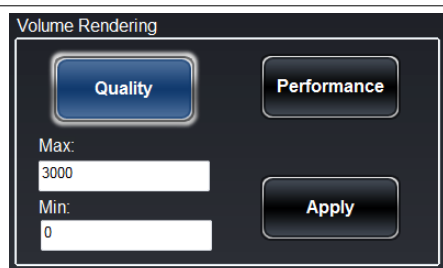 Volume Rendering
Quality
Performance
Max:
3000
Min:
0
Apply